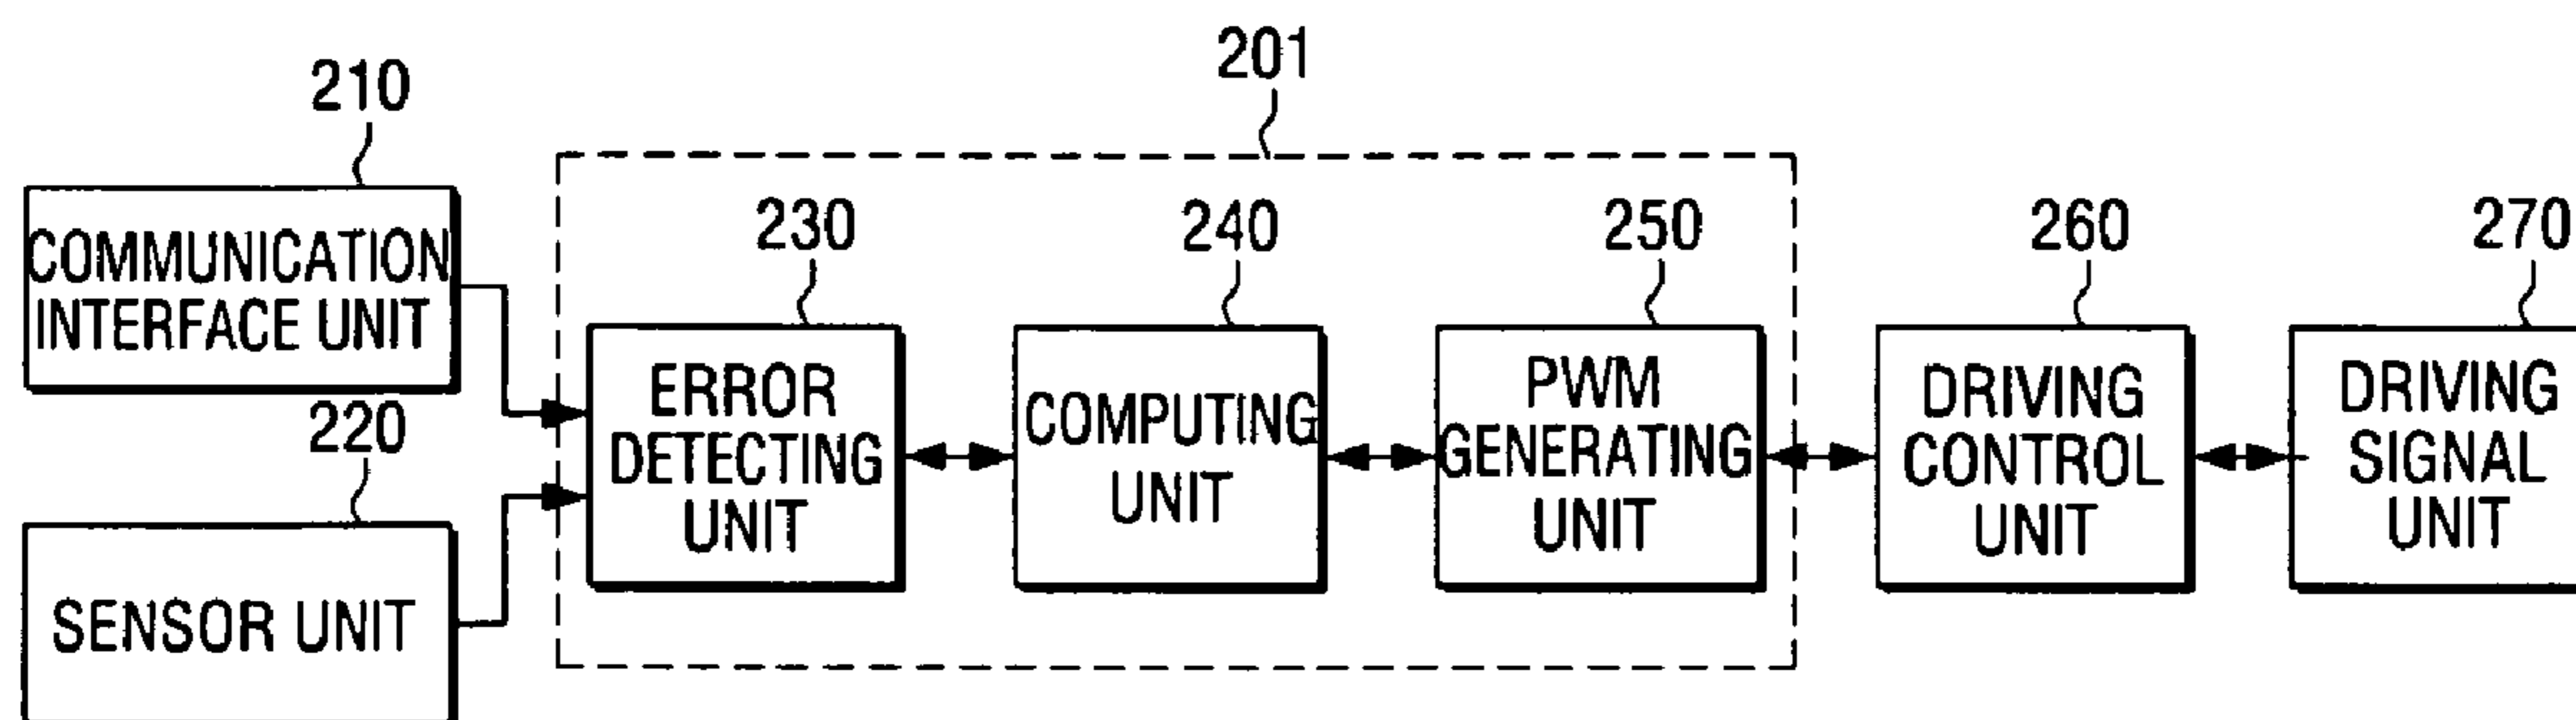 201
210
COMMUNICATION
INTERFACE UNIT
220
SENSOR UNIT
230
ERROR
DETECTING
UNIT
240
COMPUTING
UNIT
250
PWM
GENERATING
UNIT
260
DRIVING
CONTROL
UNIT
270
DRIVING
SIGNAL
UNIT